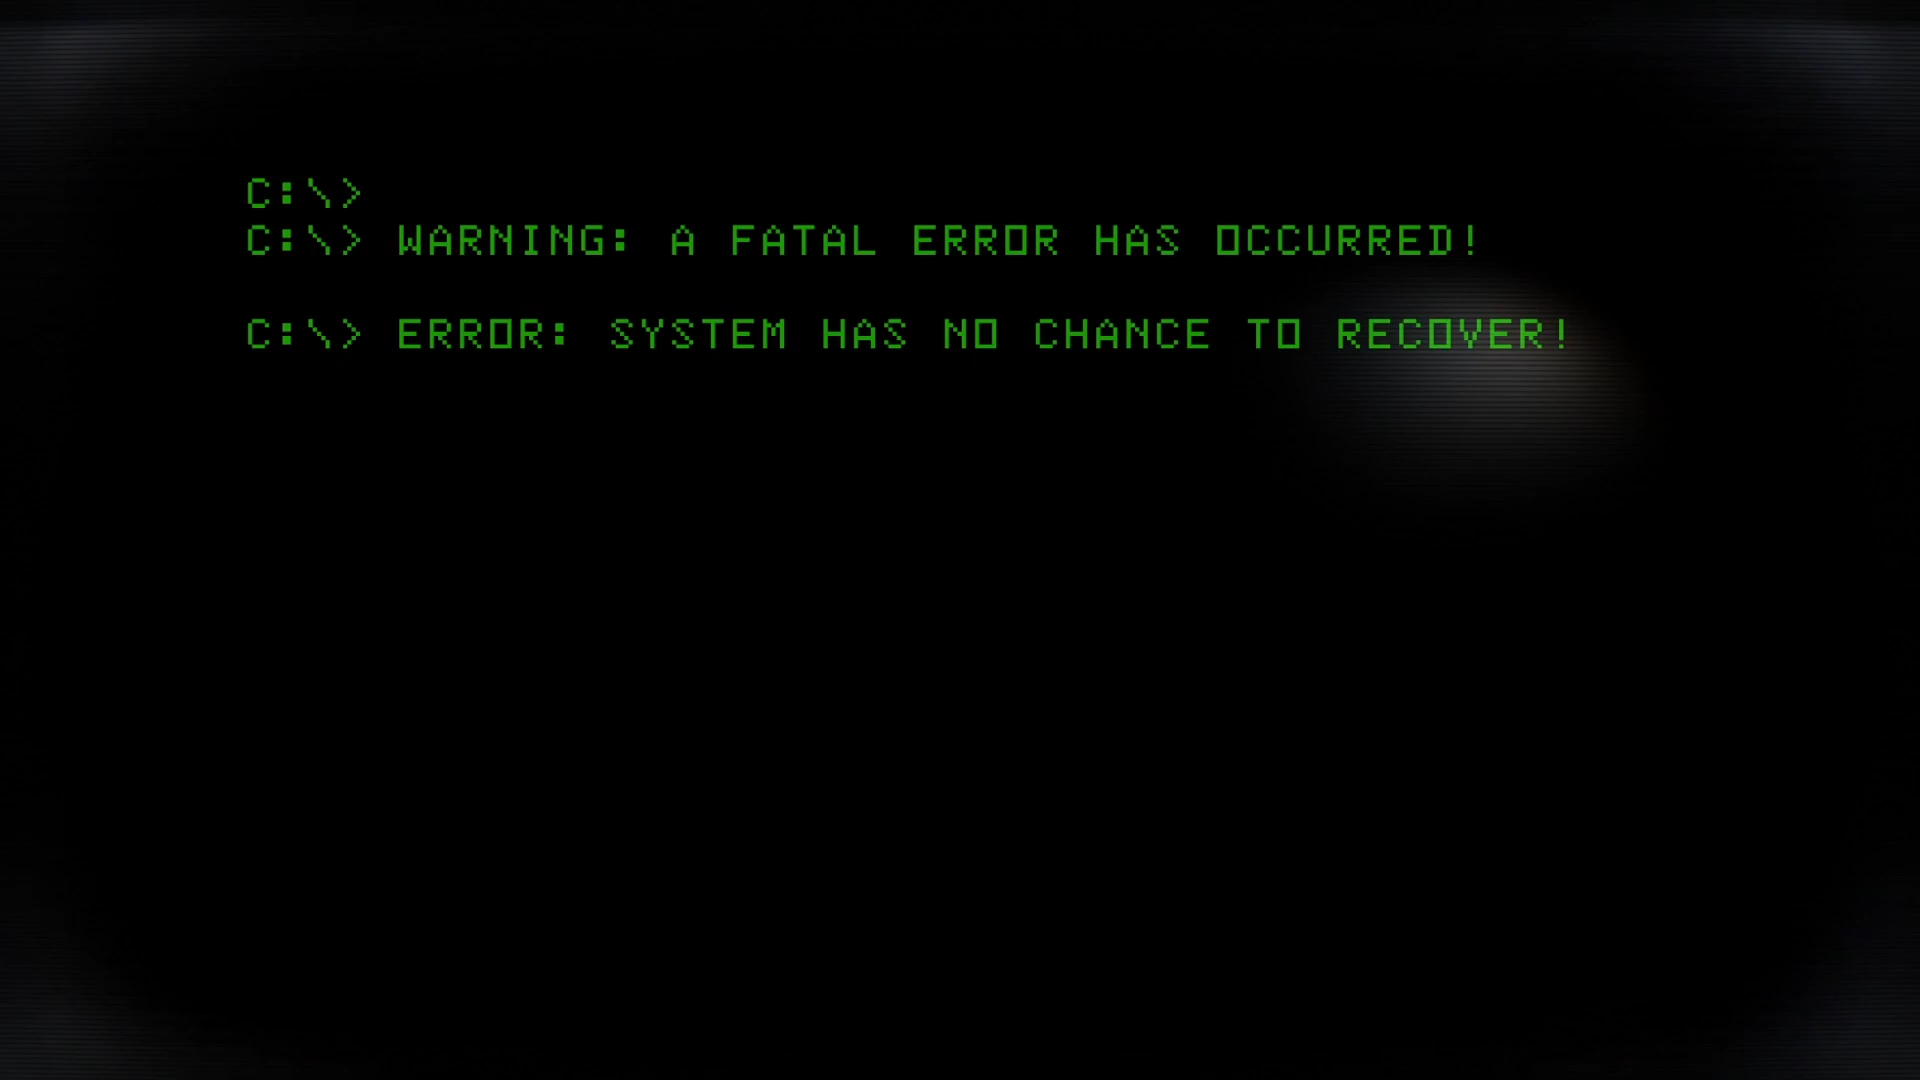 C:\>
C:\> WARNING: A FATAL ERROR HAS OCCURRED!
C:\> ERROR: SYSTEM HAS NO CHANCE TO RECOVER!